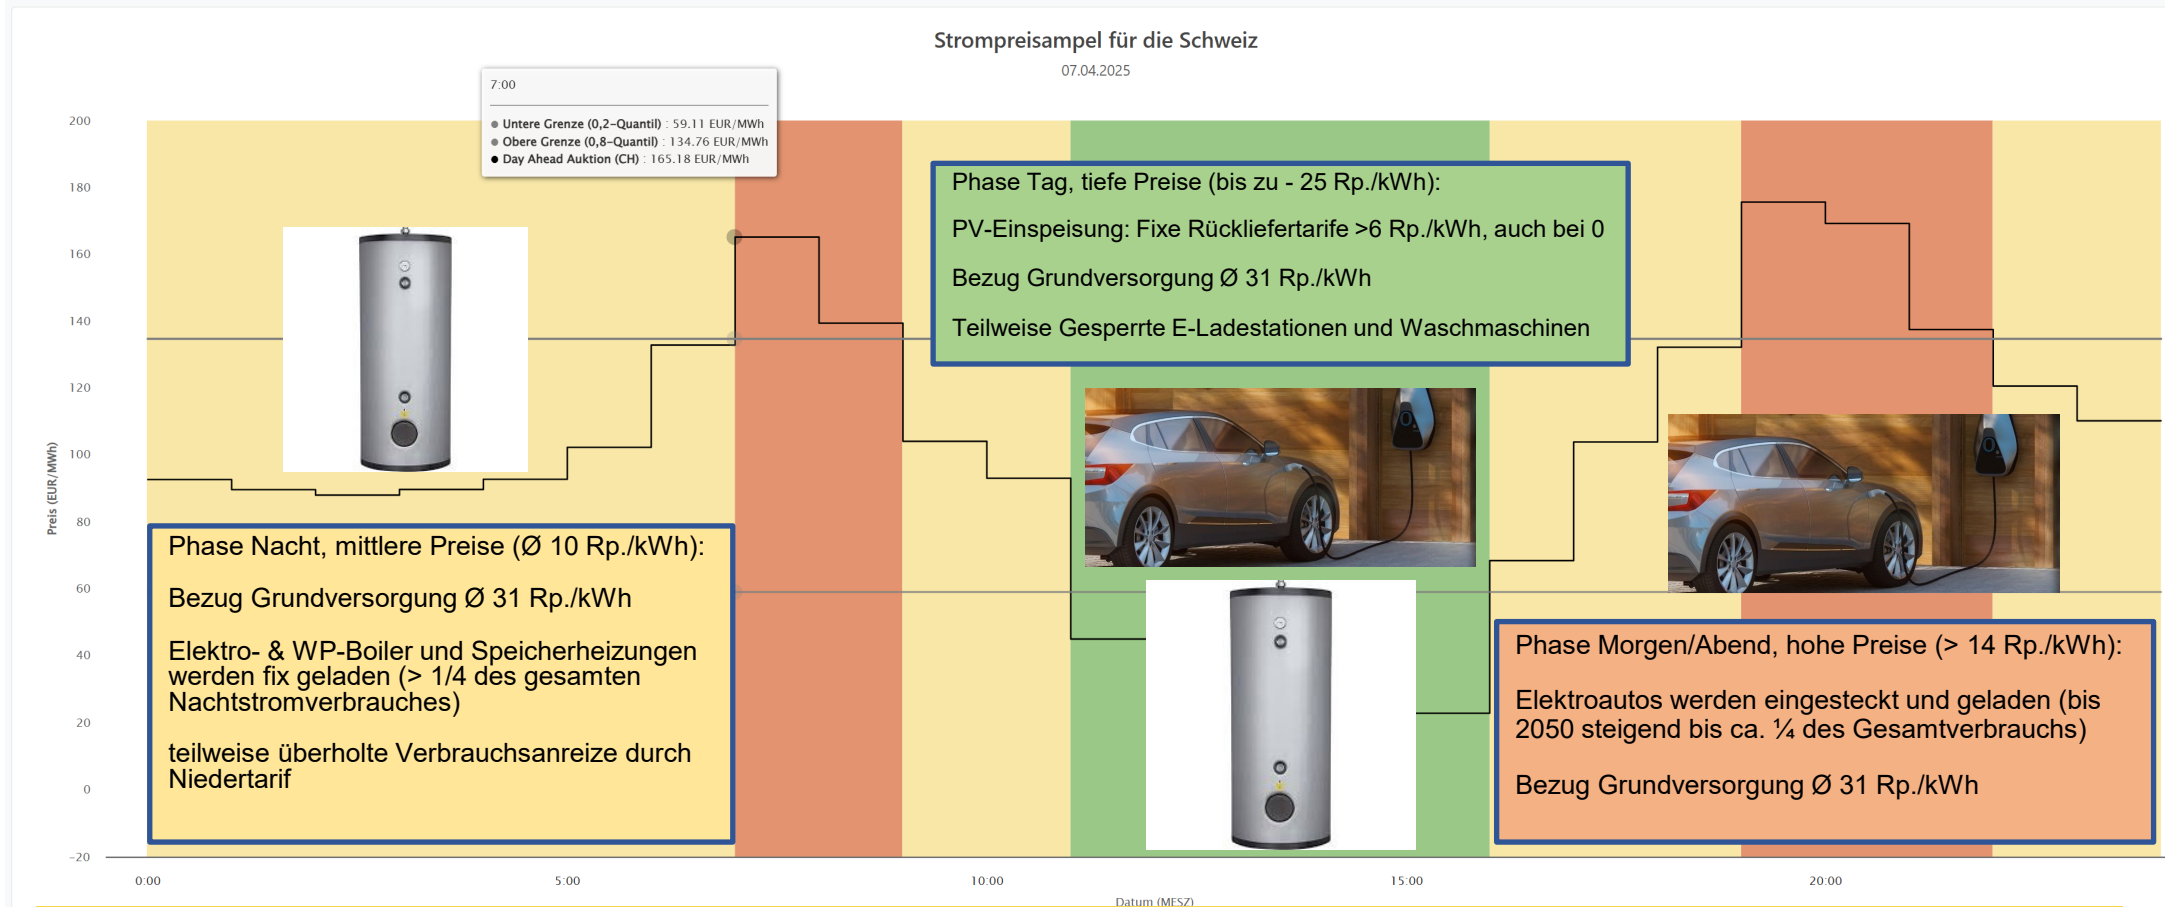 Strompreisampel für die Schweiz
07.04.2025
7:00
Untere Grenze (0,2-Quantil) : 59.11 EUR/MWh
Obere Grenze (0,8-Quantil) : 134.76 EUR/MWh
Day Ahead Auktion (CH) : 165.18 EUR/MWh
Preis (EUR/MWh)
200
180
160
140
120
100
80
60
40
20
0
-20
Phase Tag, tiefe Preise (bis zu - 25 Rp./kWh):
PV-Einspeisung: Fixe Rückliefertarife >6 Rp./kWh, auch bei 0
Bezug Grundversorgung Ø 31 Rp./kWh
Teilweise Gesperrte E-Ladestationen und Waschmaschinen
Phase Nacht, mittlere Preise (Ø 10 Rp./kWh):
Bezug Grundversorgung Ø 31 Rp./kWh
Elektro- & WP-Boiler und Speicherheizungen
werden fix geladen (> 1/4 des gesamten
Nachtstromverbrauches)
teilweise überholte Verbrauchsanreize durch
Niedertarif
Phase Morgen/Abend, hohe Preise (> 14 Rp./kWh):
Elektroautos werden eingesteckt und geladen (bis
2050 steigend bis ca. ¼ des Gesamtverbrauchs)
Bezug Grundversorgung Ø 31 Rp./kWh
0:00
5:00
10:00
15:00
20:00
Datum (MESZ)